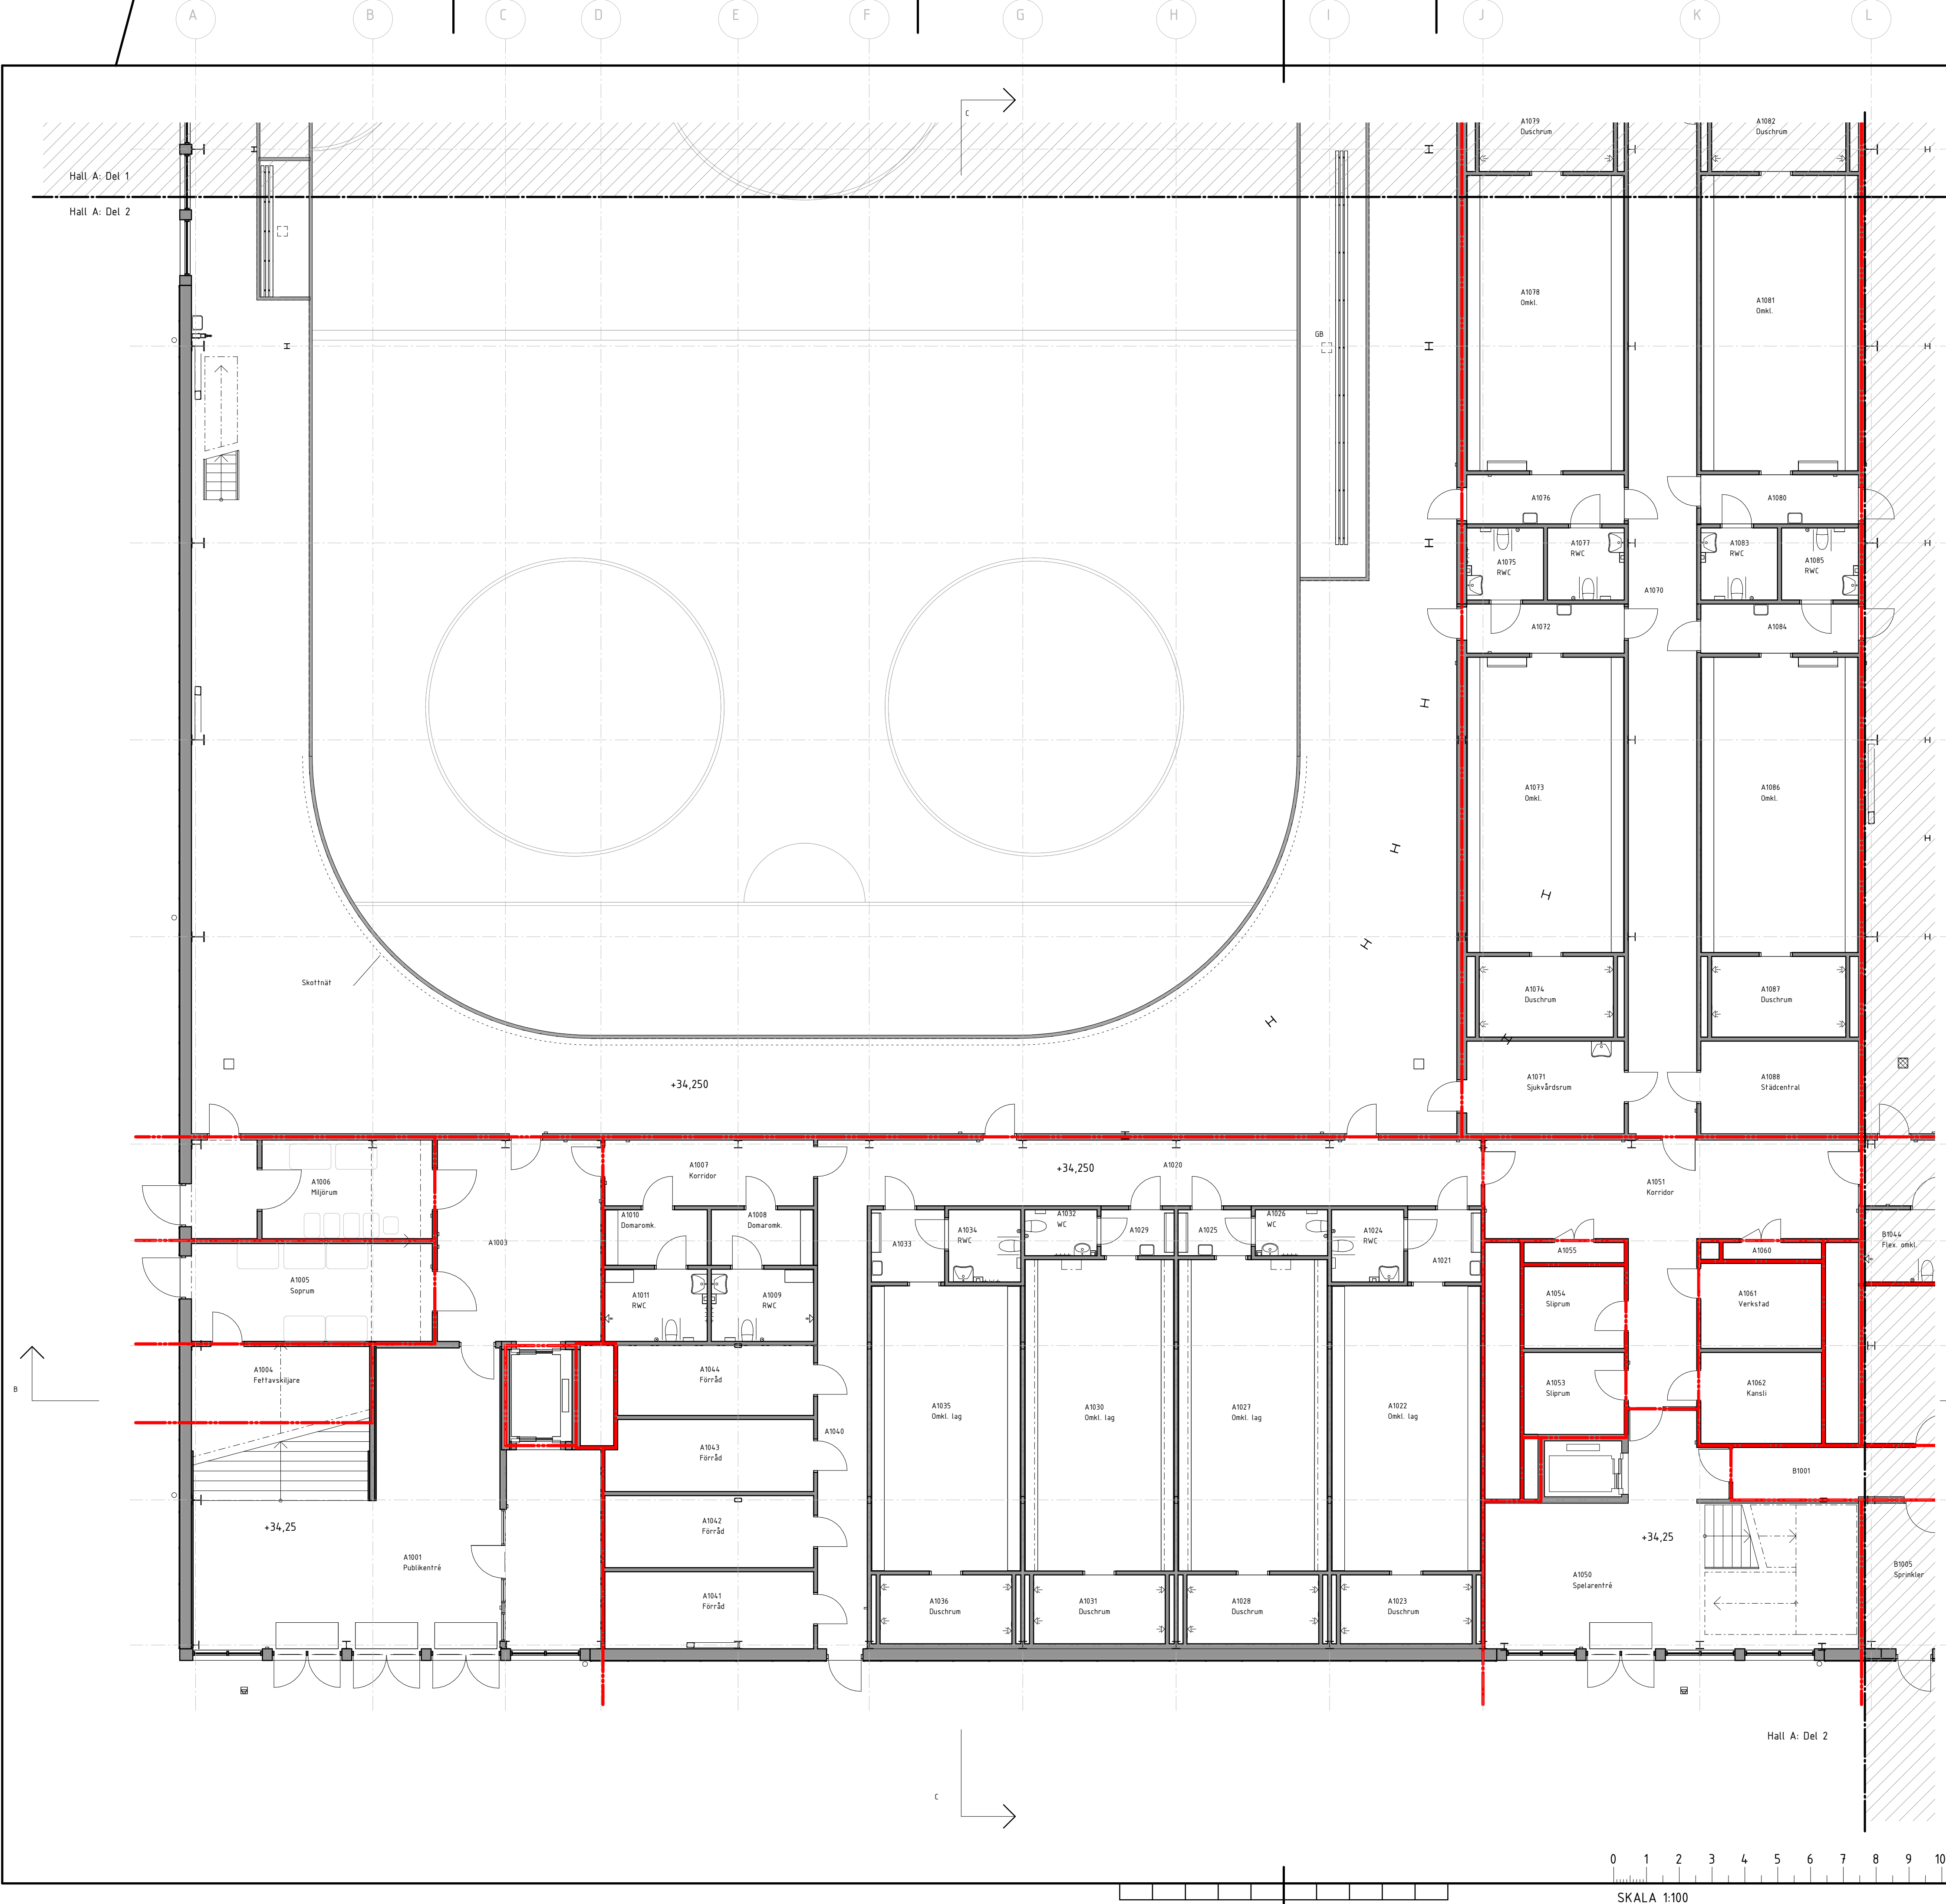 A B C D E F G H I J K L
C
A1079
Duschrum
A1082
Duschrum
Hall A: Del 1
Hall A: Del 2
A1078
Omkl.
A1081
Omkl.
GB
A1076
A1080
A1075
RWC
A1077
RWC
A1083
RWC
A1085
RWC
A1070
A1072
A1084
A1073
Omkl.
A1086
Omkl.
Skottnät
A1074
Duschrum
A1087
Duschrum
+34,250
A1071
Sjukvårdsrum
A1088
Städcentral
A1006
Miljörum
A1007
Korridor
+34,250
A1020
A1051
Korridor
A1003
A1010
Domaromk.
A1008
Domaromk.
A1033
A1034
RWC
A1032
WC
A1029
A1025
A1026
WC
A1024
RWC
A1021
A1055
A1060
B1044
Flex. omkl.
A1005
Soprum
A1011
RWC
A1009
RWC
A1054
Sliprum
A1061
Verkstad
A1004
Fettavskiljare
A1044
Förråd
B
A1053
Sliprum
A1062
Kansli
A1035
Omkl. lag
A1030
Omkl. lag
A1027
Omkl. lag
A1022
Omkl. lag
A1040
A1043
Förråd
B1001
+34,25
A1042
Förråd
+34,25
A1001
Publikentré
A1050
Spelarentré
B1005
Sprinkler
A1041
Förråd
A1036
Duschrum
A1031
Duschrum
A1028
Duschrum
A1023
Duschrum
Hall A: Del 2
C
0 1 2 3 4 5 6 7 8 9 10
SKALA 1:100